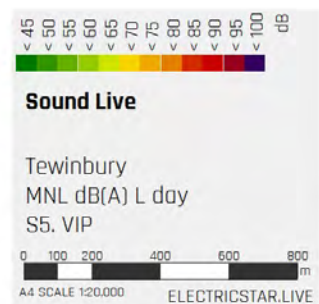 < 45 < 50 < 55 < 60 < 65 < 70 < 75 < 80 < 85 < 90 < 95 < 100 dB
Sound Live
Tewinbury
MNL dB(A) L day
S5. VIP
0 100 200 400 600 800
m
A4 SCALE 1:20,000 ELECTRICSTAR.LIVE